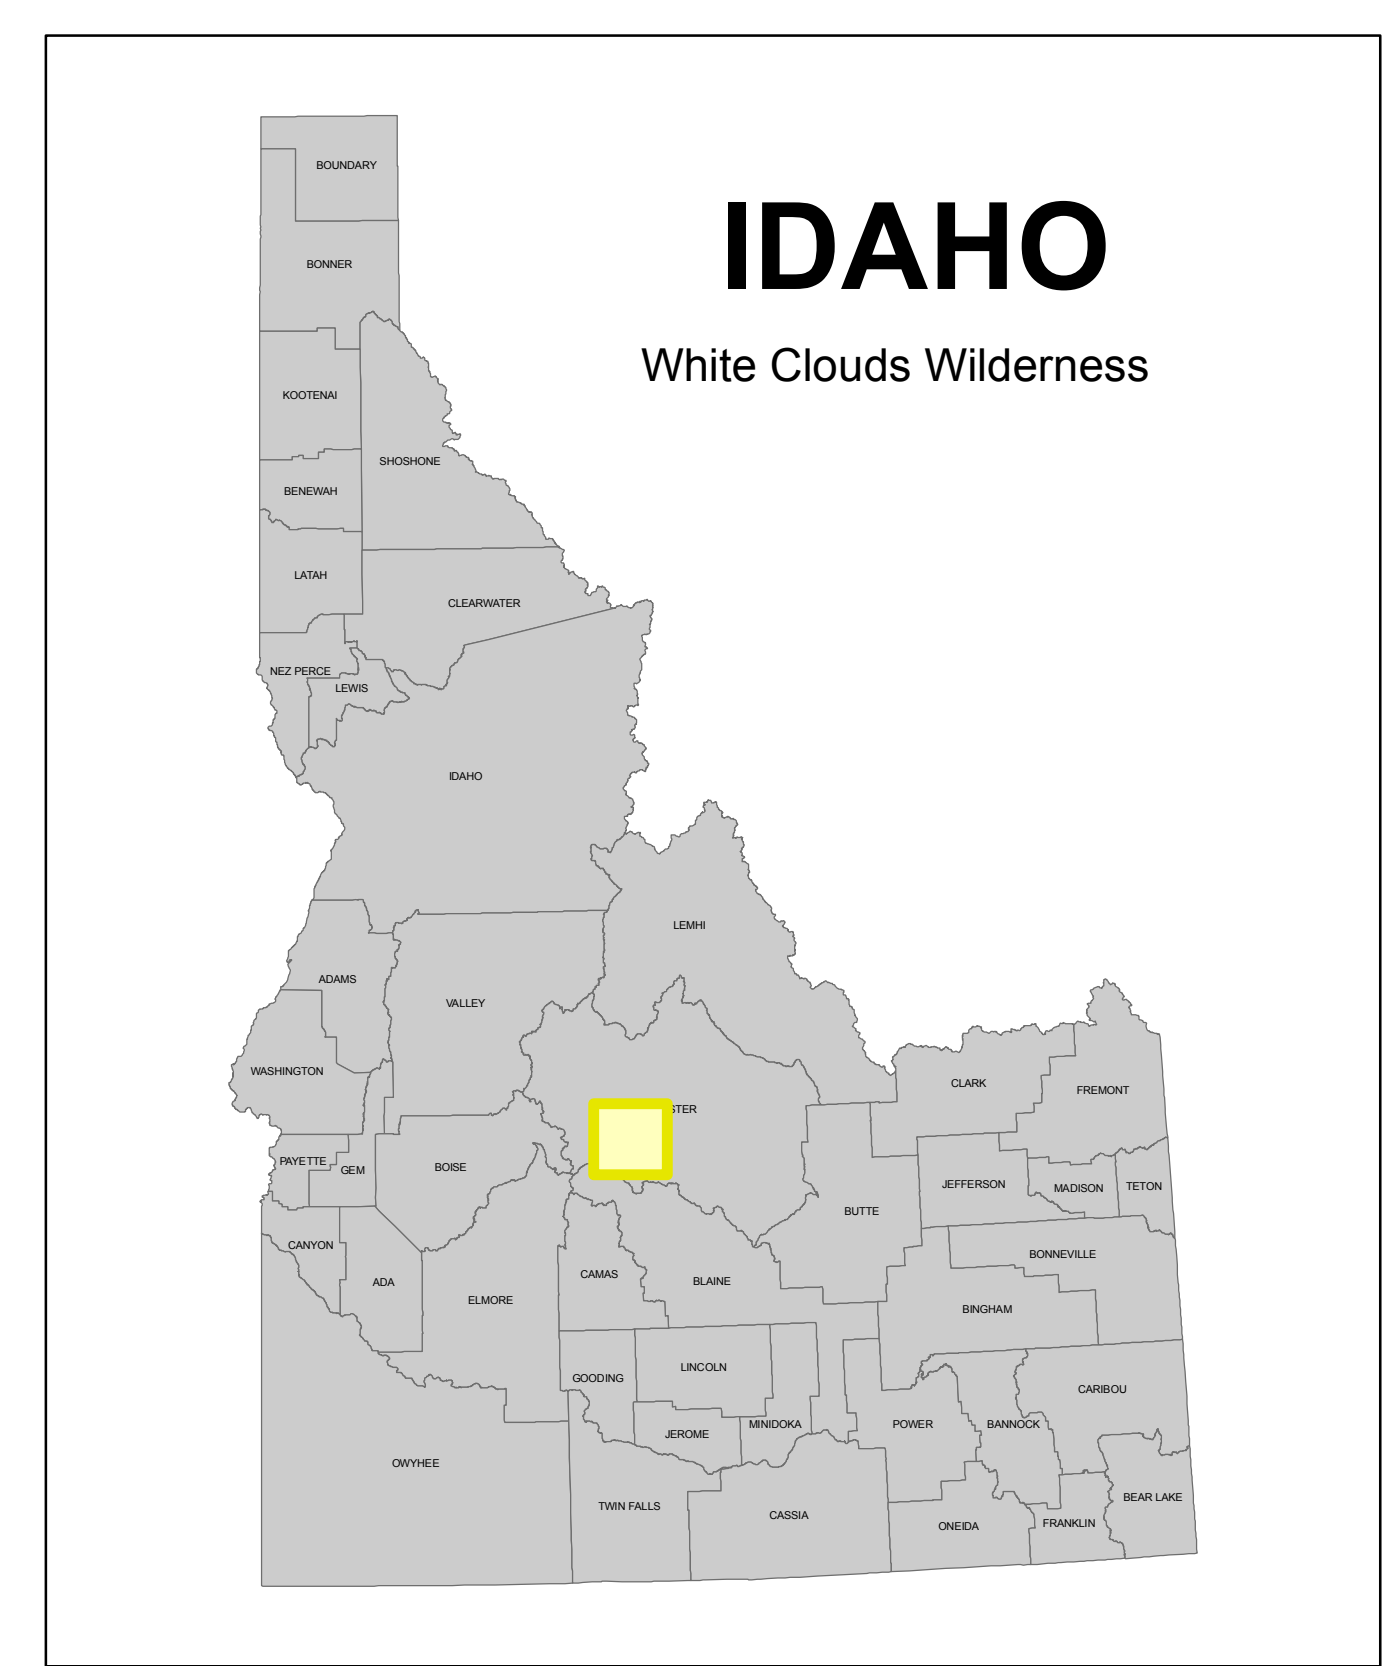 BOUNDARY
IDAHO
BONNER
White Clouds Wilderness
KOOTENAI
SHOSHONE
BENEWAH
LATAH
CLEARWATER
NEZ PERCE
LEWIS
IDAHO
LEMHI
ADAMS
VALLEY
WASHINGTON
CLARK
FREMONT
STER
PAYETTE
GEM
BOISE
JEFFERSON
MADISON
TETON
BUTTE
CANYON
BONNEVILLE
ADA
CAMAS
BLAINE
ELMORE
BINGHAM
LINCOLN
GOODING
CARIBOU
JEROME
MINIDOKA
POWER
BANNOCK
OWYHEE
TWIN FALLS
CASSIA
BEAR LAKE
ONEIDA
FRANKLIN